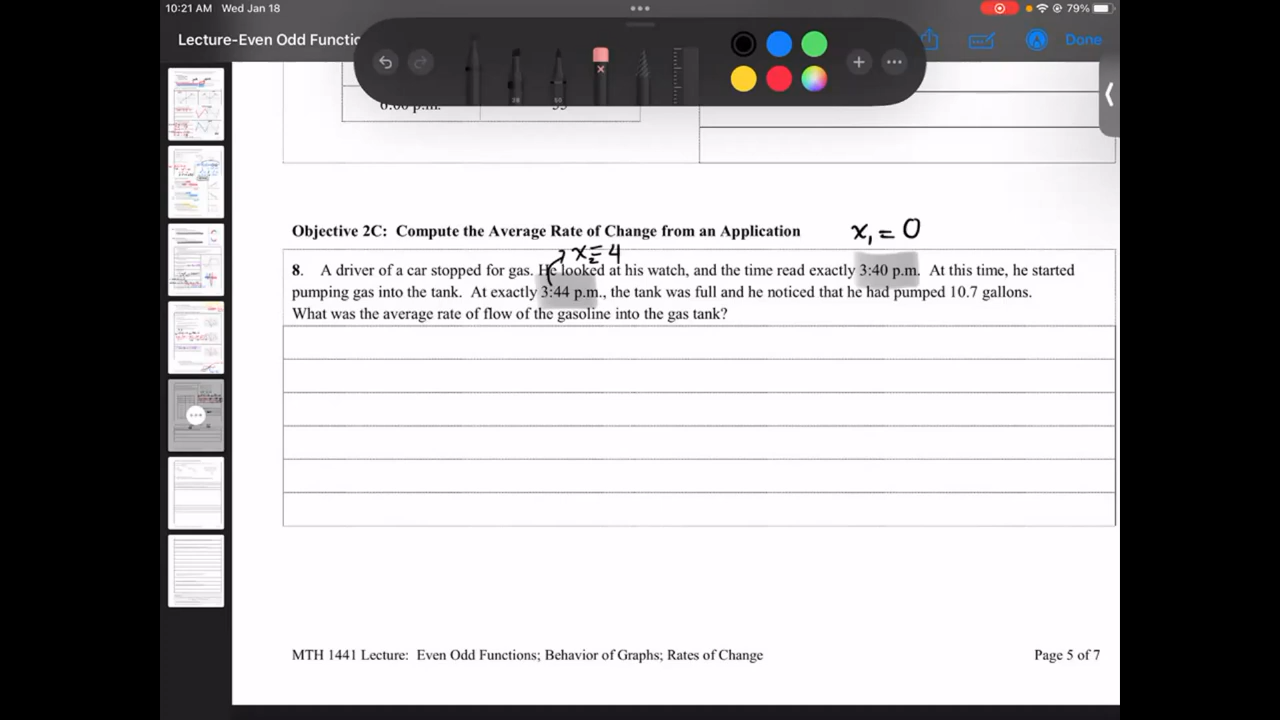 10:21 AM Wed Jan 18
79%
Lecture-Even Odd Functio
Done
6:00 p.m. 55
Objective 2C: Compute the Average Rate of Change from an Application
x₁ = 0
x₂ = 4
8. A driver of a car stopped for gas. He looked at his watch, and the time read exactly 3:40 p.m. At this time, he started
pumping gas into the tank. At exactly 3:44 p.m., the tank was full and he noticed that he had pumped 10.7 gallons.
What was the average rate of flow of the gasoline into the gas tank?
MTH 1441 Lecture: Even Odd Functions; Behavior of Graphs; Rates of Change
Page 5 of 7